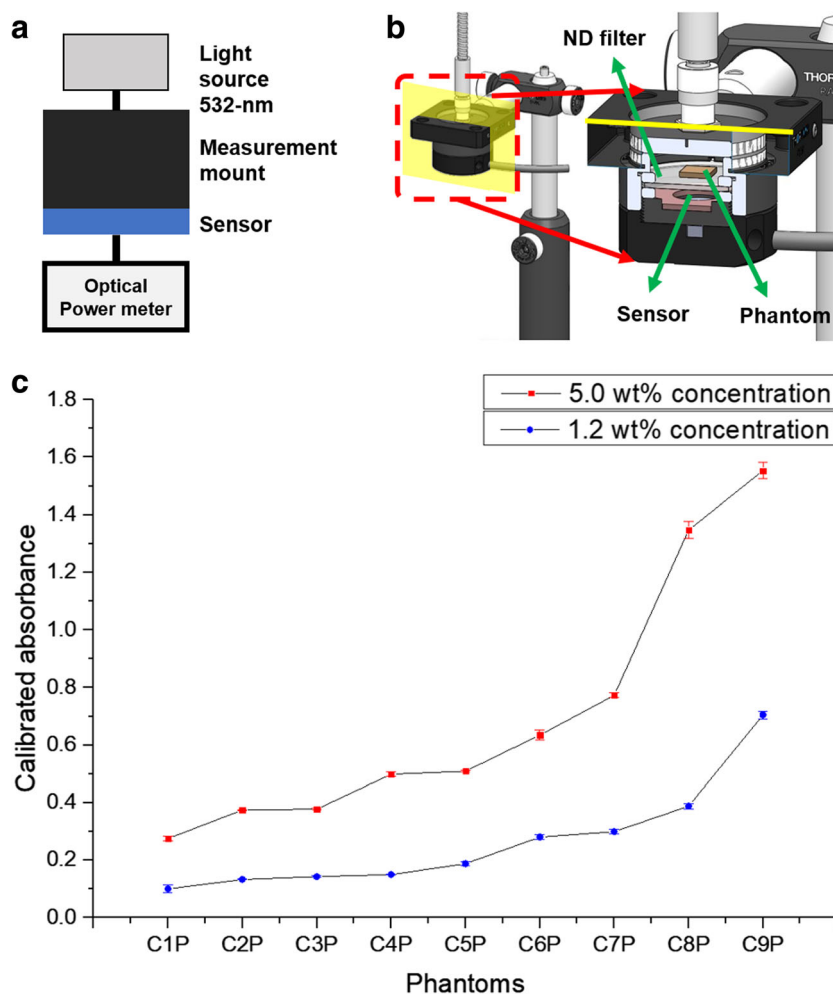 a
Light
source
532-nm
Measurement
mount
Sensor
Optical
Power meter
b
ND filter
THOR
Sensor
Phantom
c
5.0 wt% concentration
1.2 wt% concentration
Calibrated absorbance
1.8
1.6
1.4
1.2
1.0
0.8
0.6
0.4
0.2
0.0
C1P C2P C3P C4P C5P C6P C7P C8P C9P
Phantoms